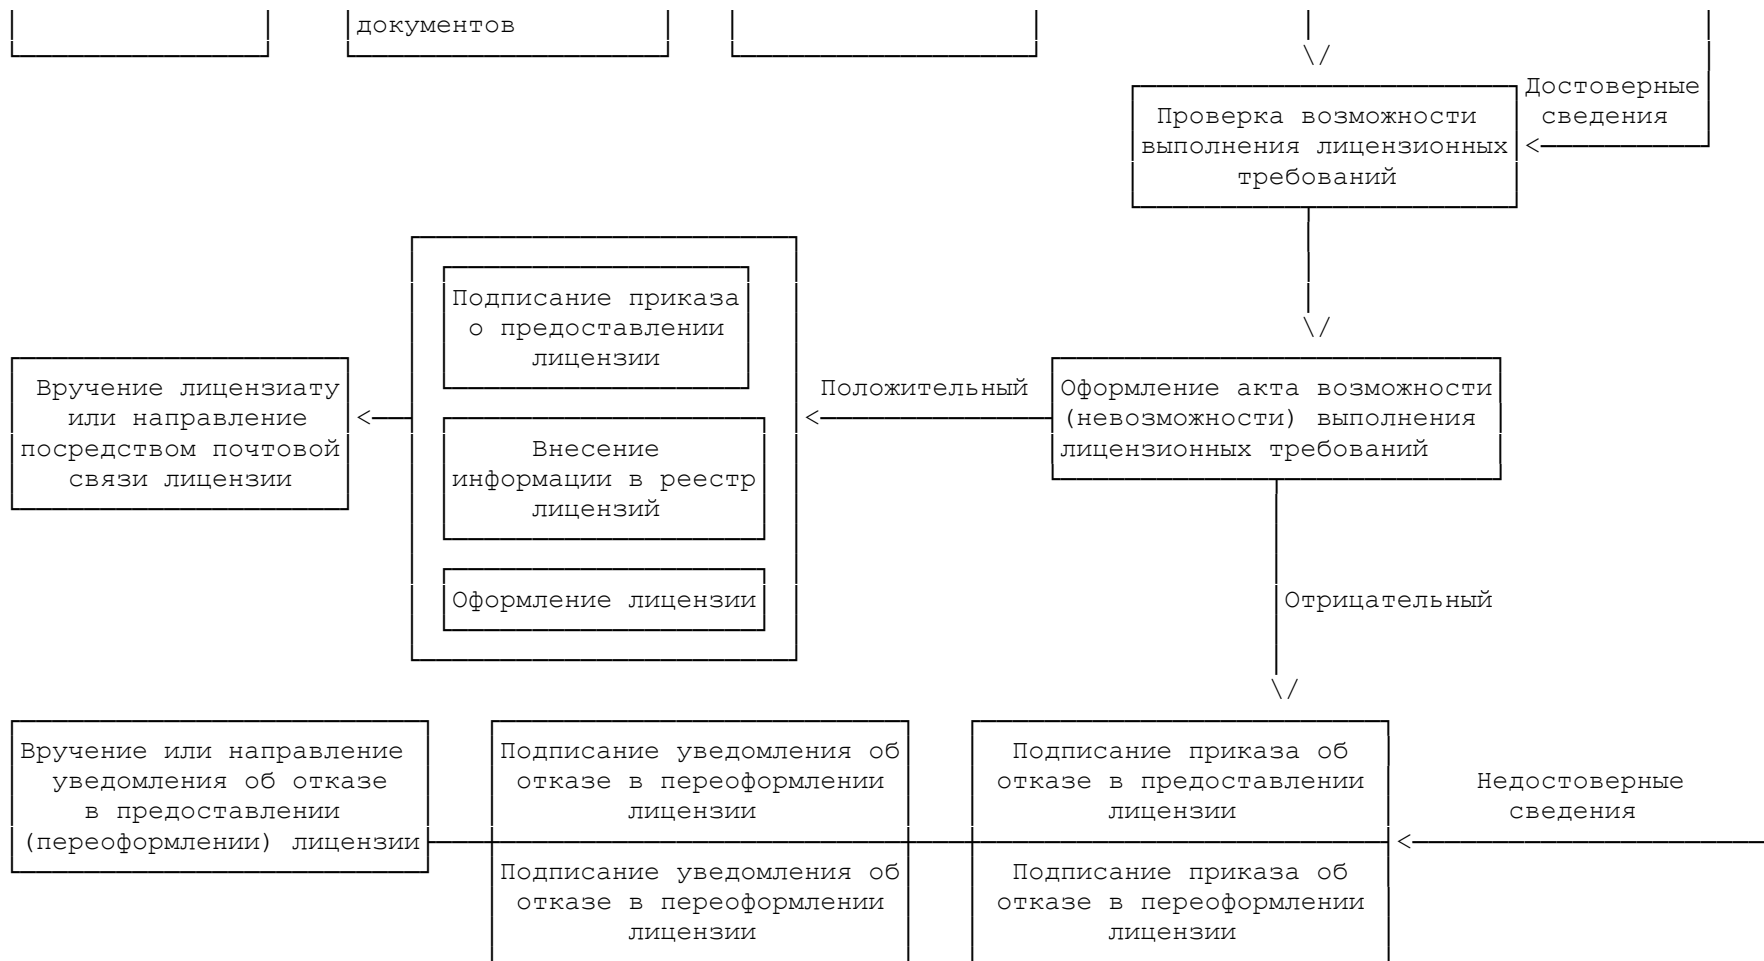 документов
Достоверные
сведения
Проверка возможности
выполнения лицензионных
требований
Подписание приказа
о предоставлении
лицензии
Вручение лицензиату
или направление
посредством почтовой
связи лицензии
Положительный
Оформление акта возможности
(невозможности) выполнения
лицензионных требований
Внесение
информации в реестр
лицензий
Оформление лицензии
Отрицательный
Вручение или направление
уведомления об отказе
в предоставлении
(переоформлении) лицензии
Подписание уведомления об
отказе в переоформлении
лицензии
Подписание приказа об
отказе в предоставлении
лицензии
Недостоверные
сведения
Подписание уведомления об
отказе в переоформлении
лицензии
Подписание приказа об
отказе в переоформлении
лицензии